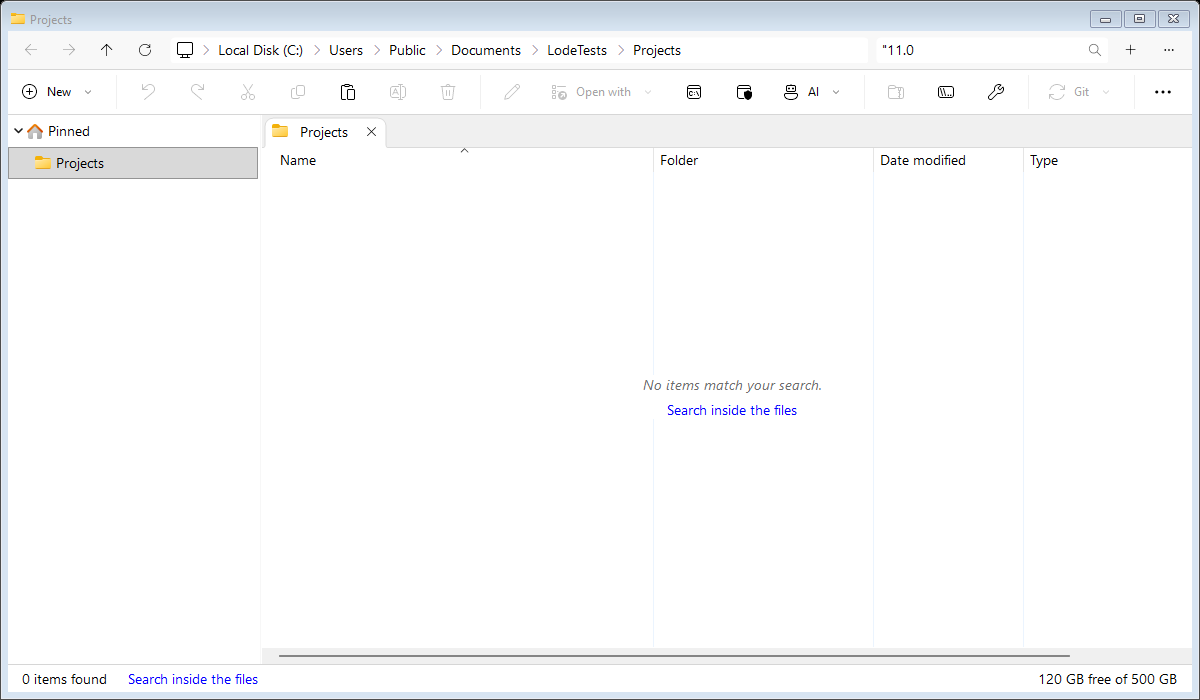 Projects
Local Disk (C:) Users Public Documents LodeTests Projects "11.0
New Open with AI Git
Pinned
Projects
Projects
Name Folder Date modified Type
No items match your search.
Search inside the files
0 items found Search inside the files 120 GB free of 500 GB